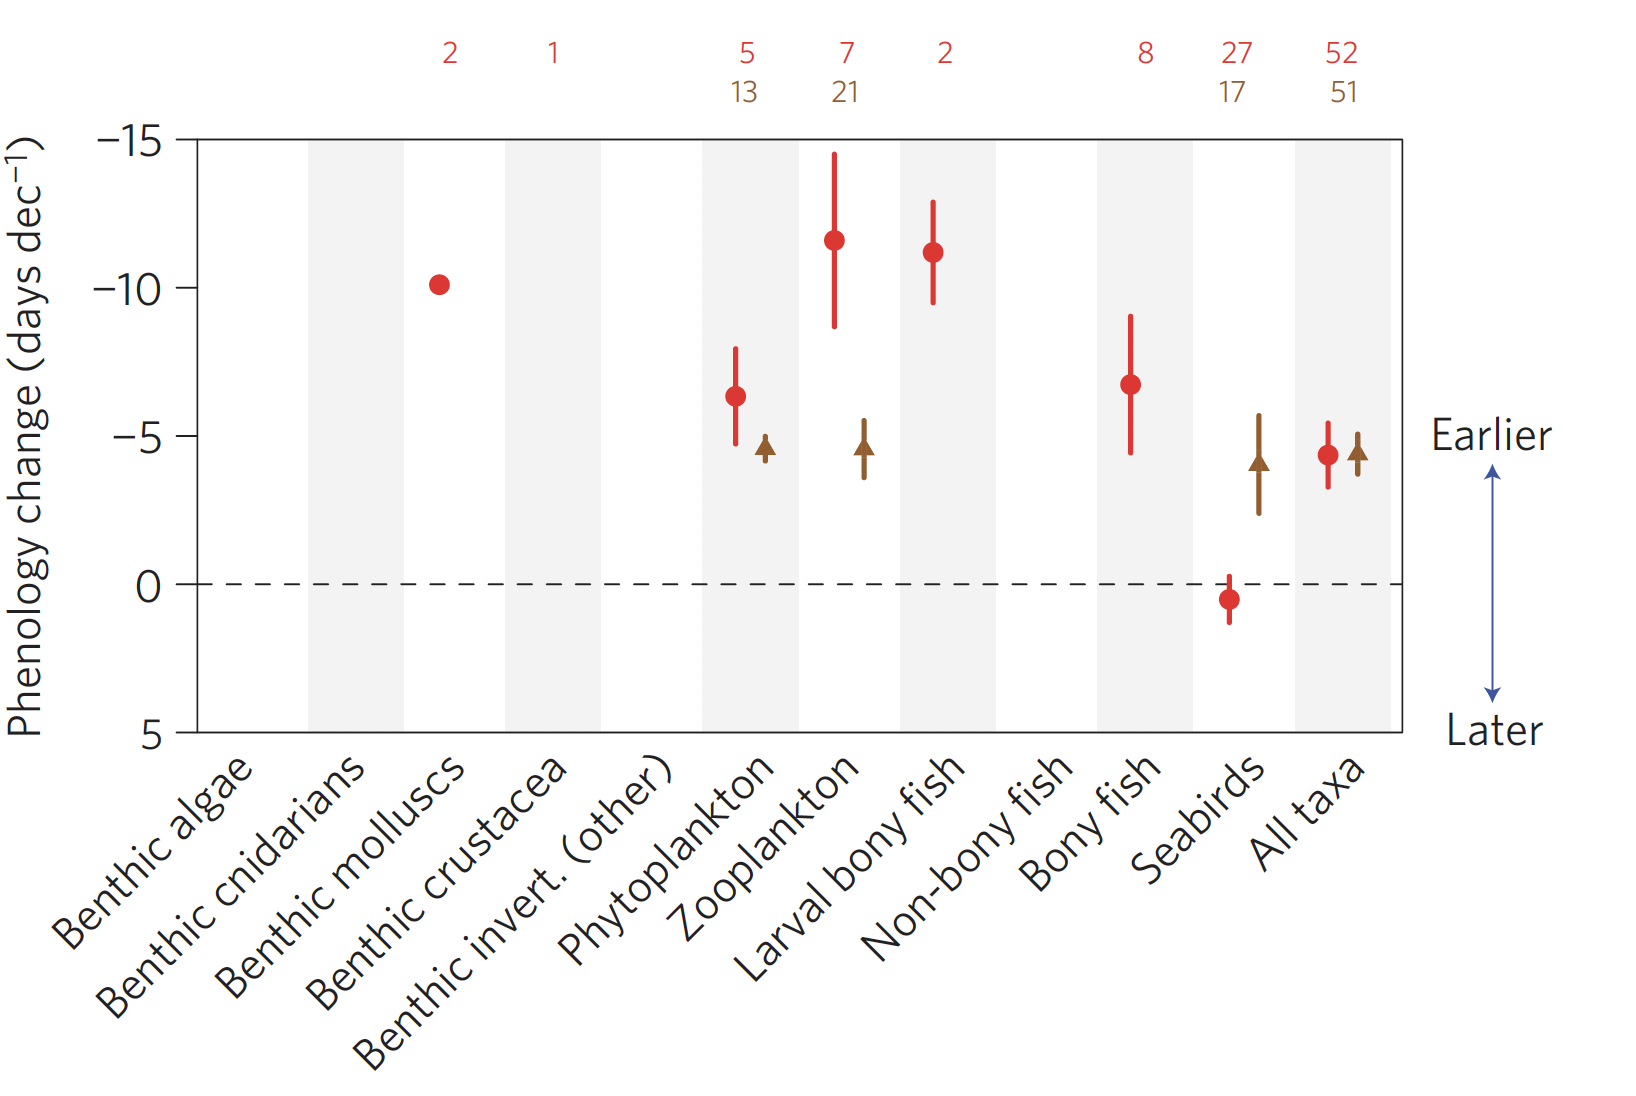 2 1 5 7 2 8 27 52
13 21 17 51
Phenology change (days dec⁻¹)
−15
−10
−5
0
5
Earlier
Later
Benthic algae
Benthic cnidarians
Benthic molluscs
Benthic crustacea
Benthic invert. (other)
Phytoplankton
Zooplankton
Larval bony fish
Non-bony fish
Bony fish
Seabirds
All taxa